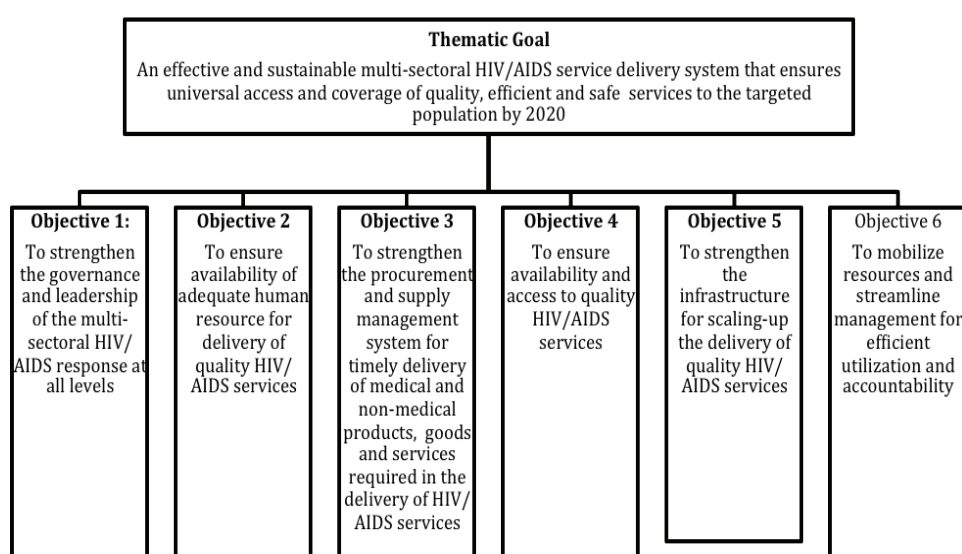 Thematic Goal
An effective and sustainable multi-sectoral HIV/AIDS service delivery system that ensures
universal access and coverage of quality, efficient and safe services to the targeted
population by 2020
Objective 1:
To strengthen
the governance
and leadership
of the multi-
sectoral HIV/
AIDS response at
all levels
Objective 2
To ensure
availability of
adequate human
resource for
delivery of
quality HIV/
AIDS services
Objective 3
To strengthen
the procurement
and supply
management
system for
timely delivery
of medical and
non-medical
products, goods
and services
required in the
delivery of HIV/
AIDS services
Objective 4
To ensure
availability and
access to quality
HIV/AIDS
services
Objective 5
To strengthen
the
infrastructure
for scaling-up
the delivery of
quality HIV/
AIDS services
Objective 6
To mobilize
resources and
streamline
management for
efficient
utilization and
accountability